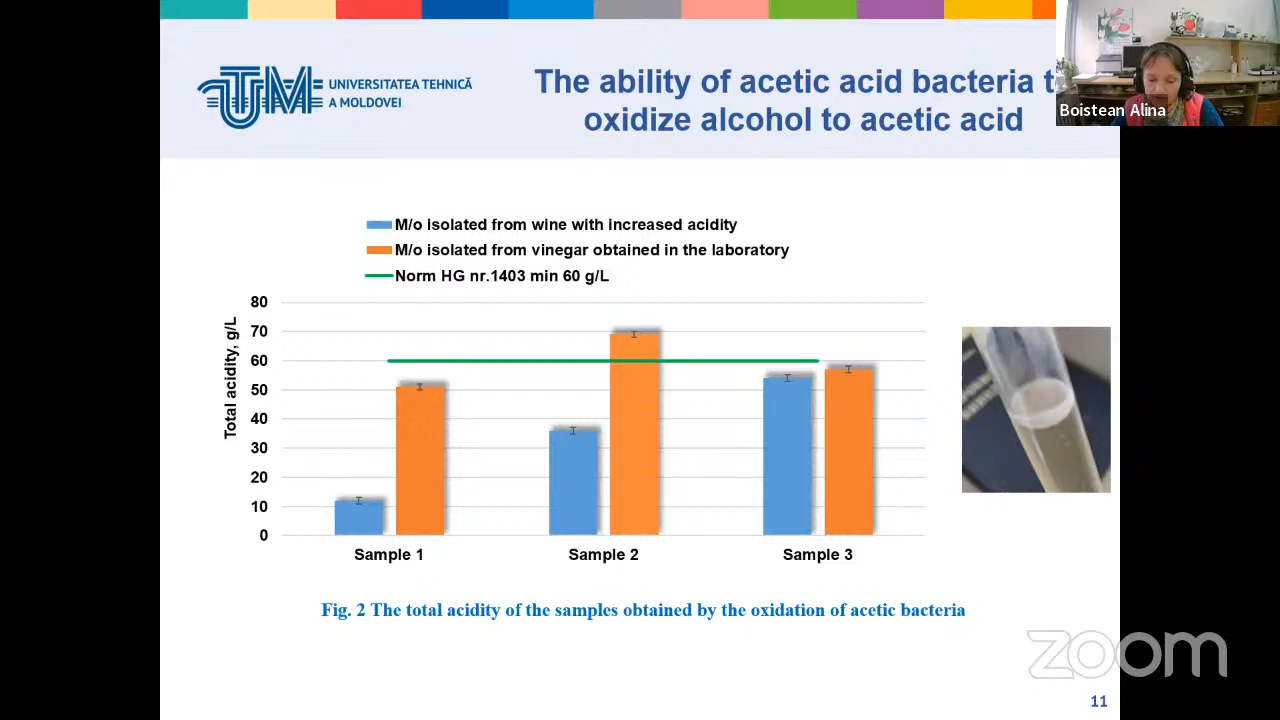 UNIVERSITATEA TEHNICĂ
A MOLDOVEI
The ability of acetic acid bacteria t
oxidize alcohol to acetic acid
Boistean Alina
M/o isolated from wine with increased acidity
M/o isolated from vinegar obtained in the laboratory
Norm HG nr.1403 min 60 g/L
Total acidity, g/L
80
70
60
50
40
30
20
10
0
Sample 1 Sample 2 Sample 3
Fig. 2 The total acidity of the samples obtained by the oxidation of acetic bacteria
zoom
11